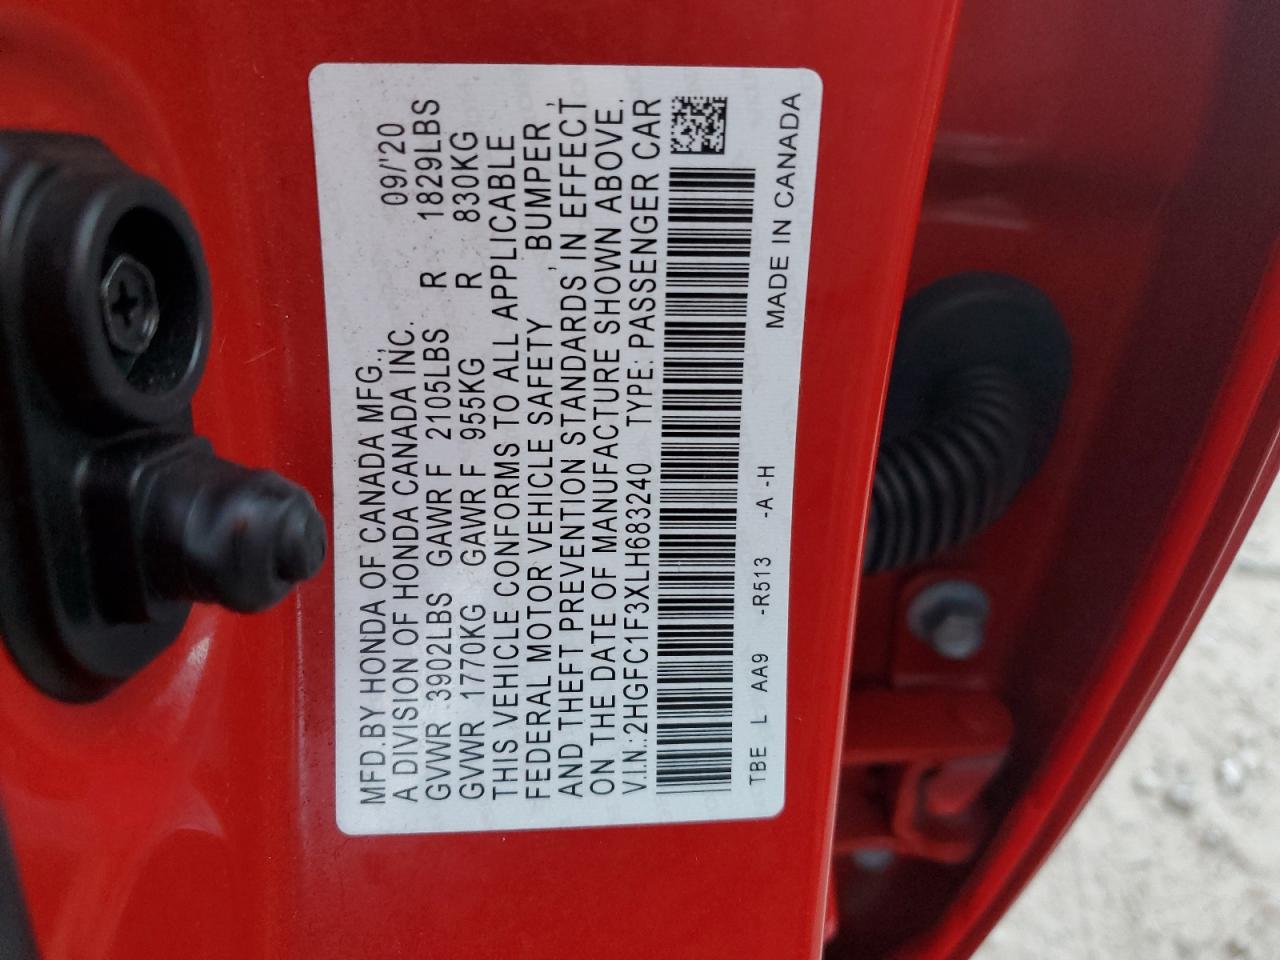 MFD.BY HONDA OF CANADA MFG., 09/'20
A DIVISION OF HONDA CANADA INC.
GVWR 3902LBS GAWR F 2105LBS R 1829LBS
GVWR 1770KG GAWR F 955KG R 830KG
THIS VEHICLE CONFORMS TO ALL APPLICABLE
FEDERAL MOTOR VEHICLE SAFETY , BUMPER ,
AND THEFT PREVENTION STANDARDS IN EFFECT
ON THE DATE OF MANUFACTURE SHOWN ABOVE.
V.I.N.:2HGFC1F3XLH683240 TYPE: PASSENGER CAR
TBE L AA9 -R513 -A -H MADE IN CANADA